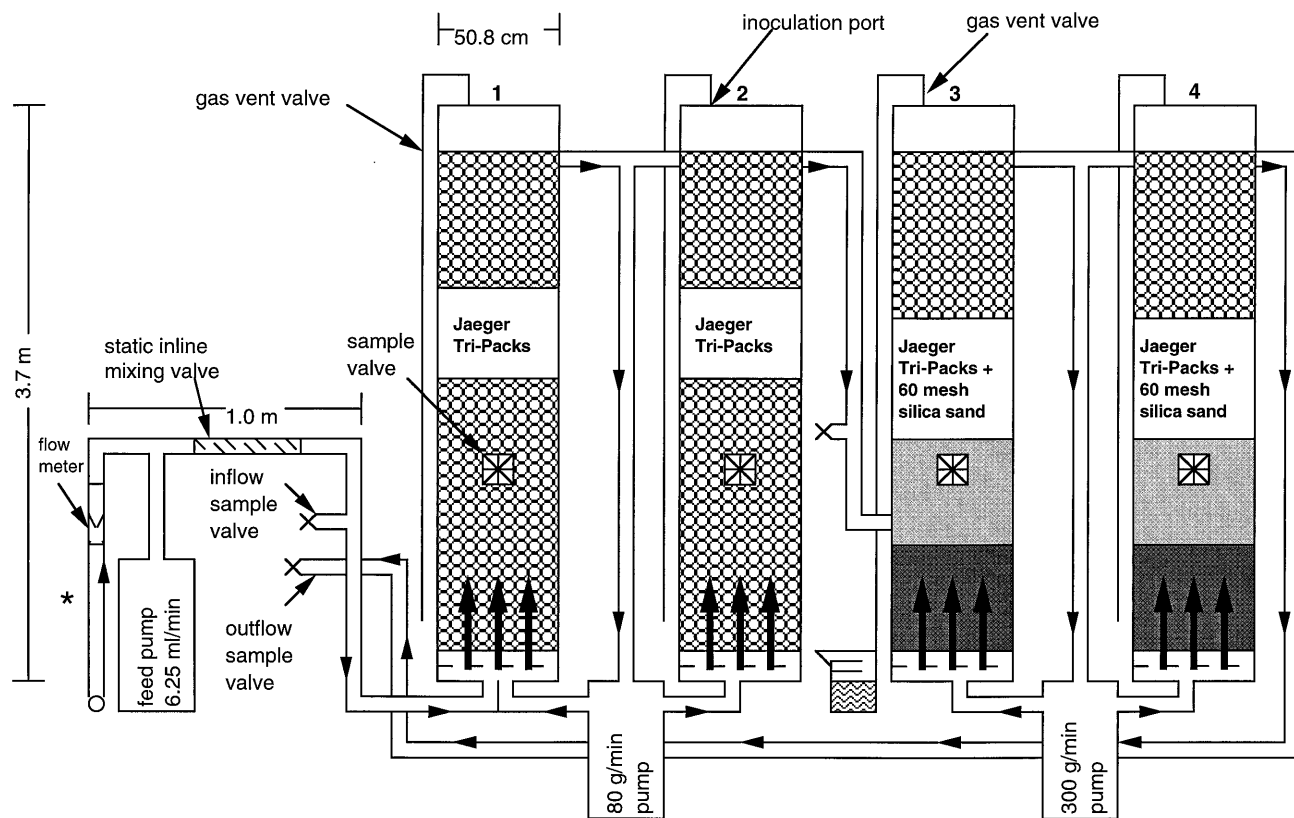 50.8 cm
inoculation port
gas vent valve
gas vent valve
1
2
3
4
3.7 m
static inline
mixing valve
sample
valve
Jaeger
Tri-Packs
Jaeger
Tri-Packs
Jaeger
Tri-Packs +
60 mesh
silica sand
Jaeger
Tri-Packs +
60 mesh
silica sand
1.0 m
flow
meter
inflow
sample
valve
*
outflow
sample
valve
feed pump
6.25 ml/min
80 g/min
pump
300 g/min
pump